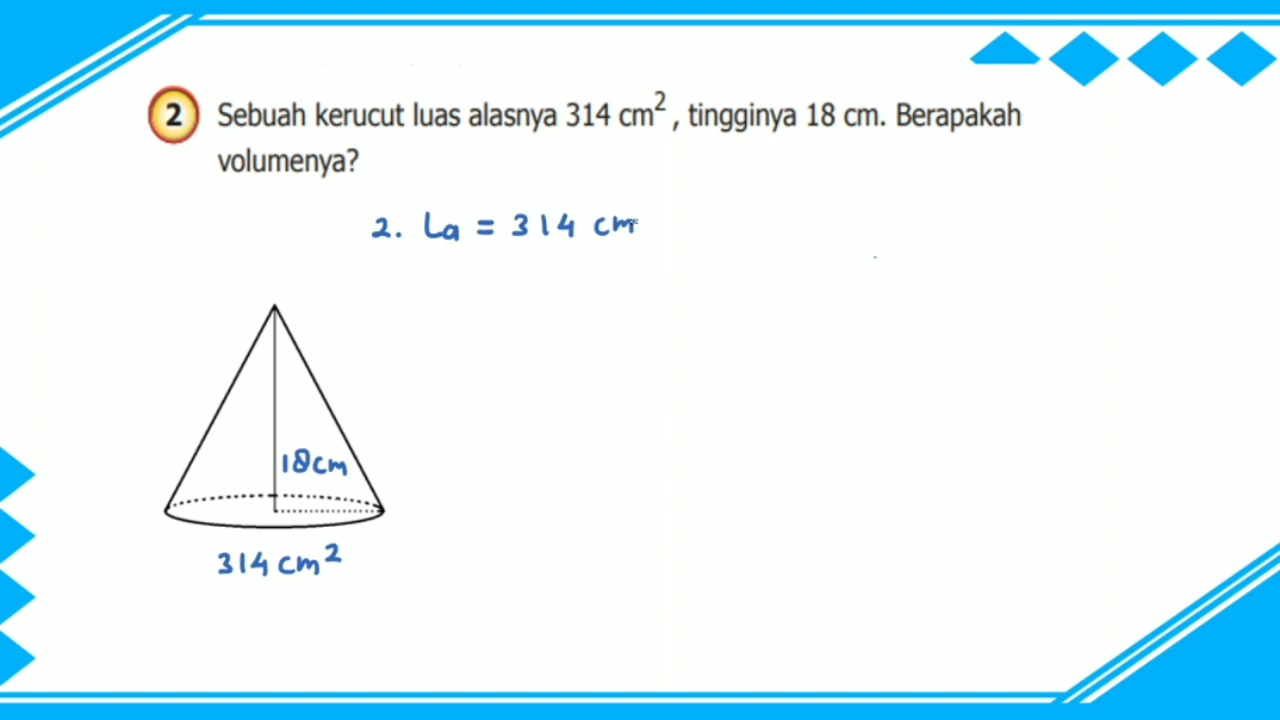 2 Sebuah kerucut luas alasnya 314 cm², tingginya 18 cm. Berapakah
volumenya?
2. La = 314 cm
18cm
314 cm²